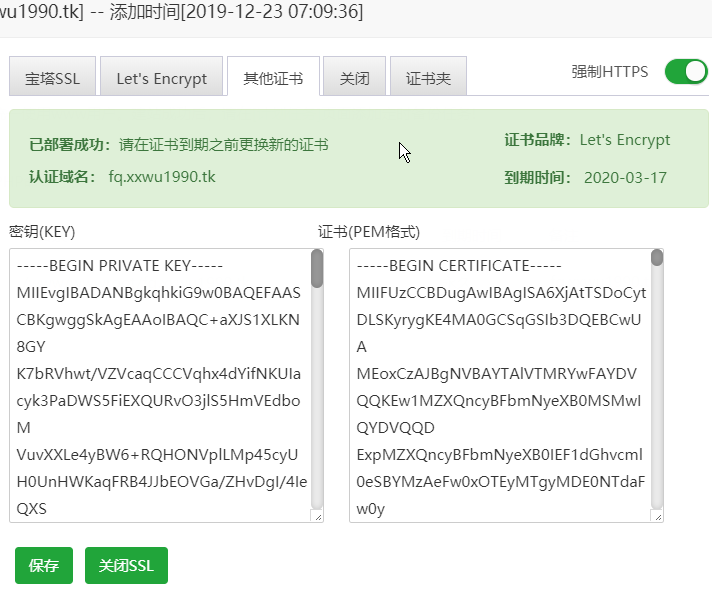 wu1990.tk] -- 添加时间[2019-12-23 07:09:36]
宝塔SSL Let's Encrypt 其他证书 关闭 证书夹 强制HTTPS
已部署成功：请在证书到期之前更换新的证书 证书品牌：Let's Encrypt
认证域名： fq.xxwu1990.tk 到期时间： 2020-03-17
密钥(KEY) 证书(PEM格式)
-----BEGIN PRIVATE KEY-----
MIIEvgIBADANBgkqhkiG9w0BAQEFAAS
CBKgwggSkAgEAAoIBAQC+aXJS1XLKN
8GY
K7bRVhwt/VZVcaqCCCVqhx4dYifNKUIa
cyk3PaDWS5FiEXQURvO3jlS5HmVEdbo
M
VuvXXLe4yBW6+RQHONVplLMp45cyU
H0UnHWKaqFRB4JJbEOVGa/ZHvDgI/4Ie
QXS
-----BEGIN CERTIFICATE-----
MIIFUzCCBDugAwIBAgISA6XjAtTSDoCyt
DLSKyrygKE4MA0GCSqGSIb3DQEBCwU
A
MEoxCzAJBgNVBAYTAlVTMRYwFAYDV
QQKEw1MZXQncyBFbmNyeXB0MSMwI
QYDVQQD
ExpMZXQncyBFbmNyeXB0IEF1dGhvcml
0eSBYMzAeFw0xOTEyMTgyMDE0NTdaF
w0y
保存 关闭SSL